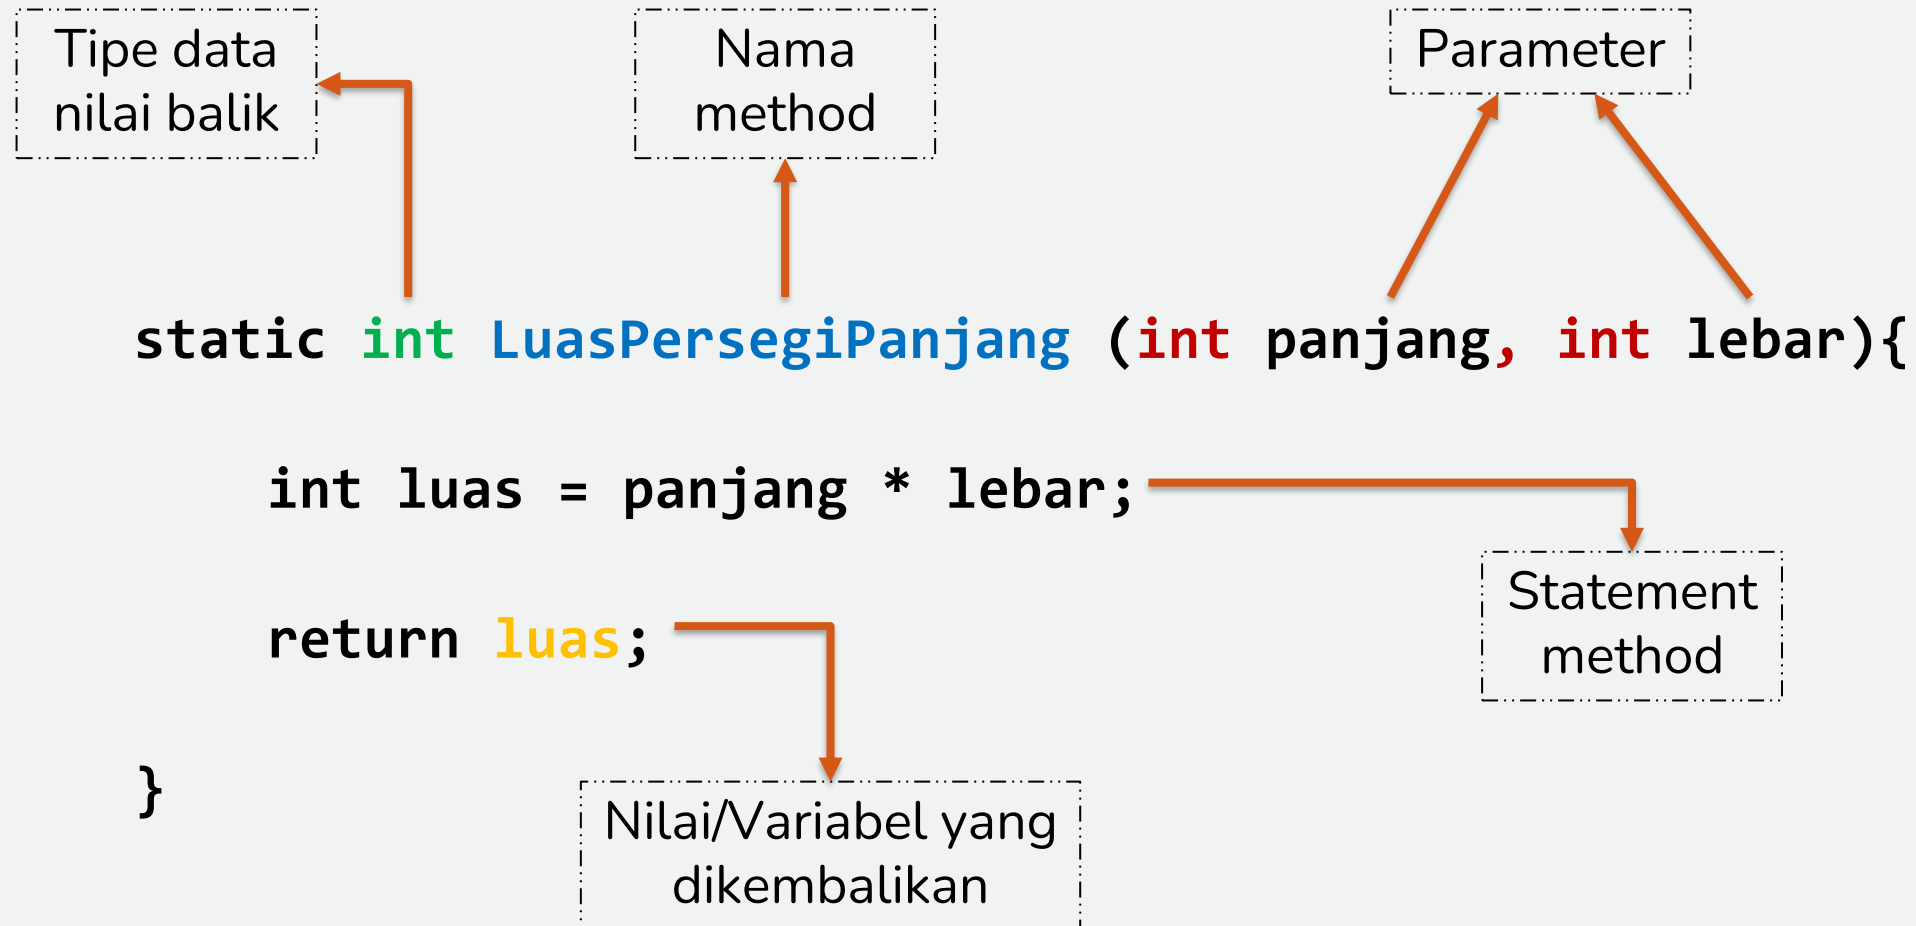 Tipe data
nilai balik
Nama
method
Parameter
static int LuasPersegiPanjang (int panjang, int lebar){
int luas = panjang * lebar;
Statement
method
return luas;
}
Nilai/Variabel yang
dikembalikan